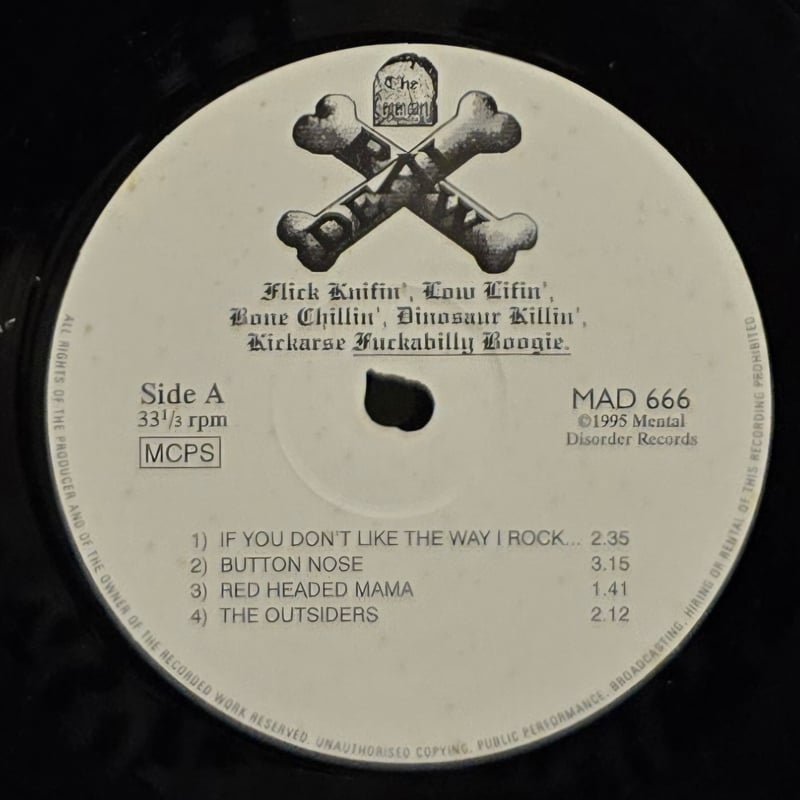 The
Legendary
RAW
DEAL
Flick Knifin', Low Lifin',
Bone Chillin', Dinosaur Killin',
Kickarse Fuckabilly Boogie.
Side A
33¹/₃ rpm
MCPS
MAD 666
©1995 Mental
Disorder Records
1) IF YOU DON'T LIKE THE WAY I ROCK... 2.35
2) BUTTON NOSE 3.15
3) RED HEADED MAMA 1.41
4) THE OUTSIDERS 2.12
ALL RIGHTS OF THE PRODUCER AND OF THE OWNER OF THE RECORDED WORK RESERVED. UNAUTHORISED COPYING, PUBLIC PERFORMANCE, BROADCASTING, HIRING OR RENTAL OF THIS RECORDING PROHIBITED